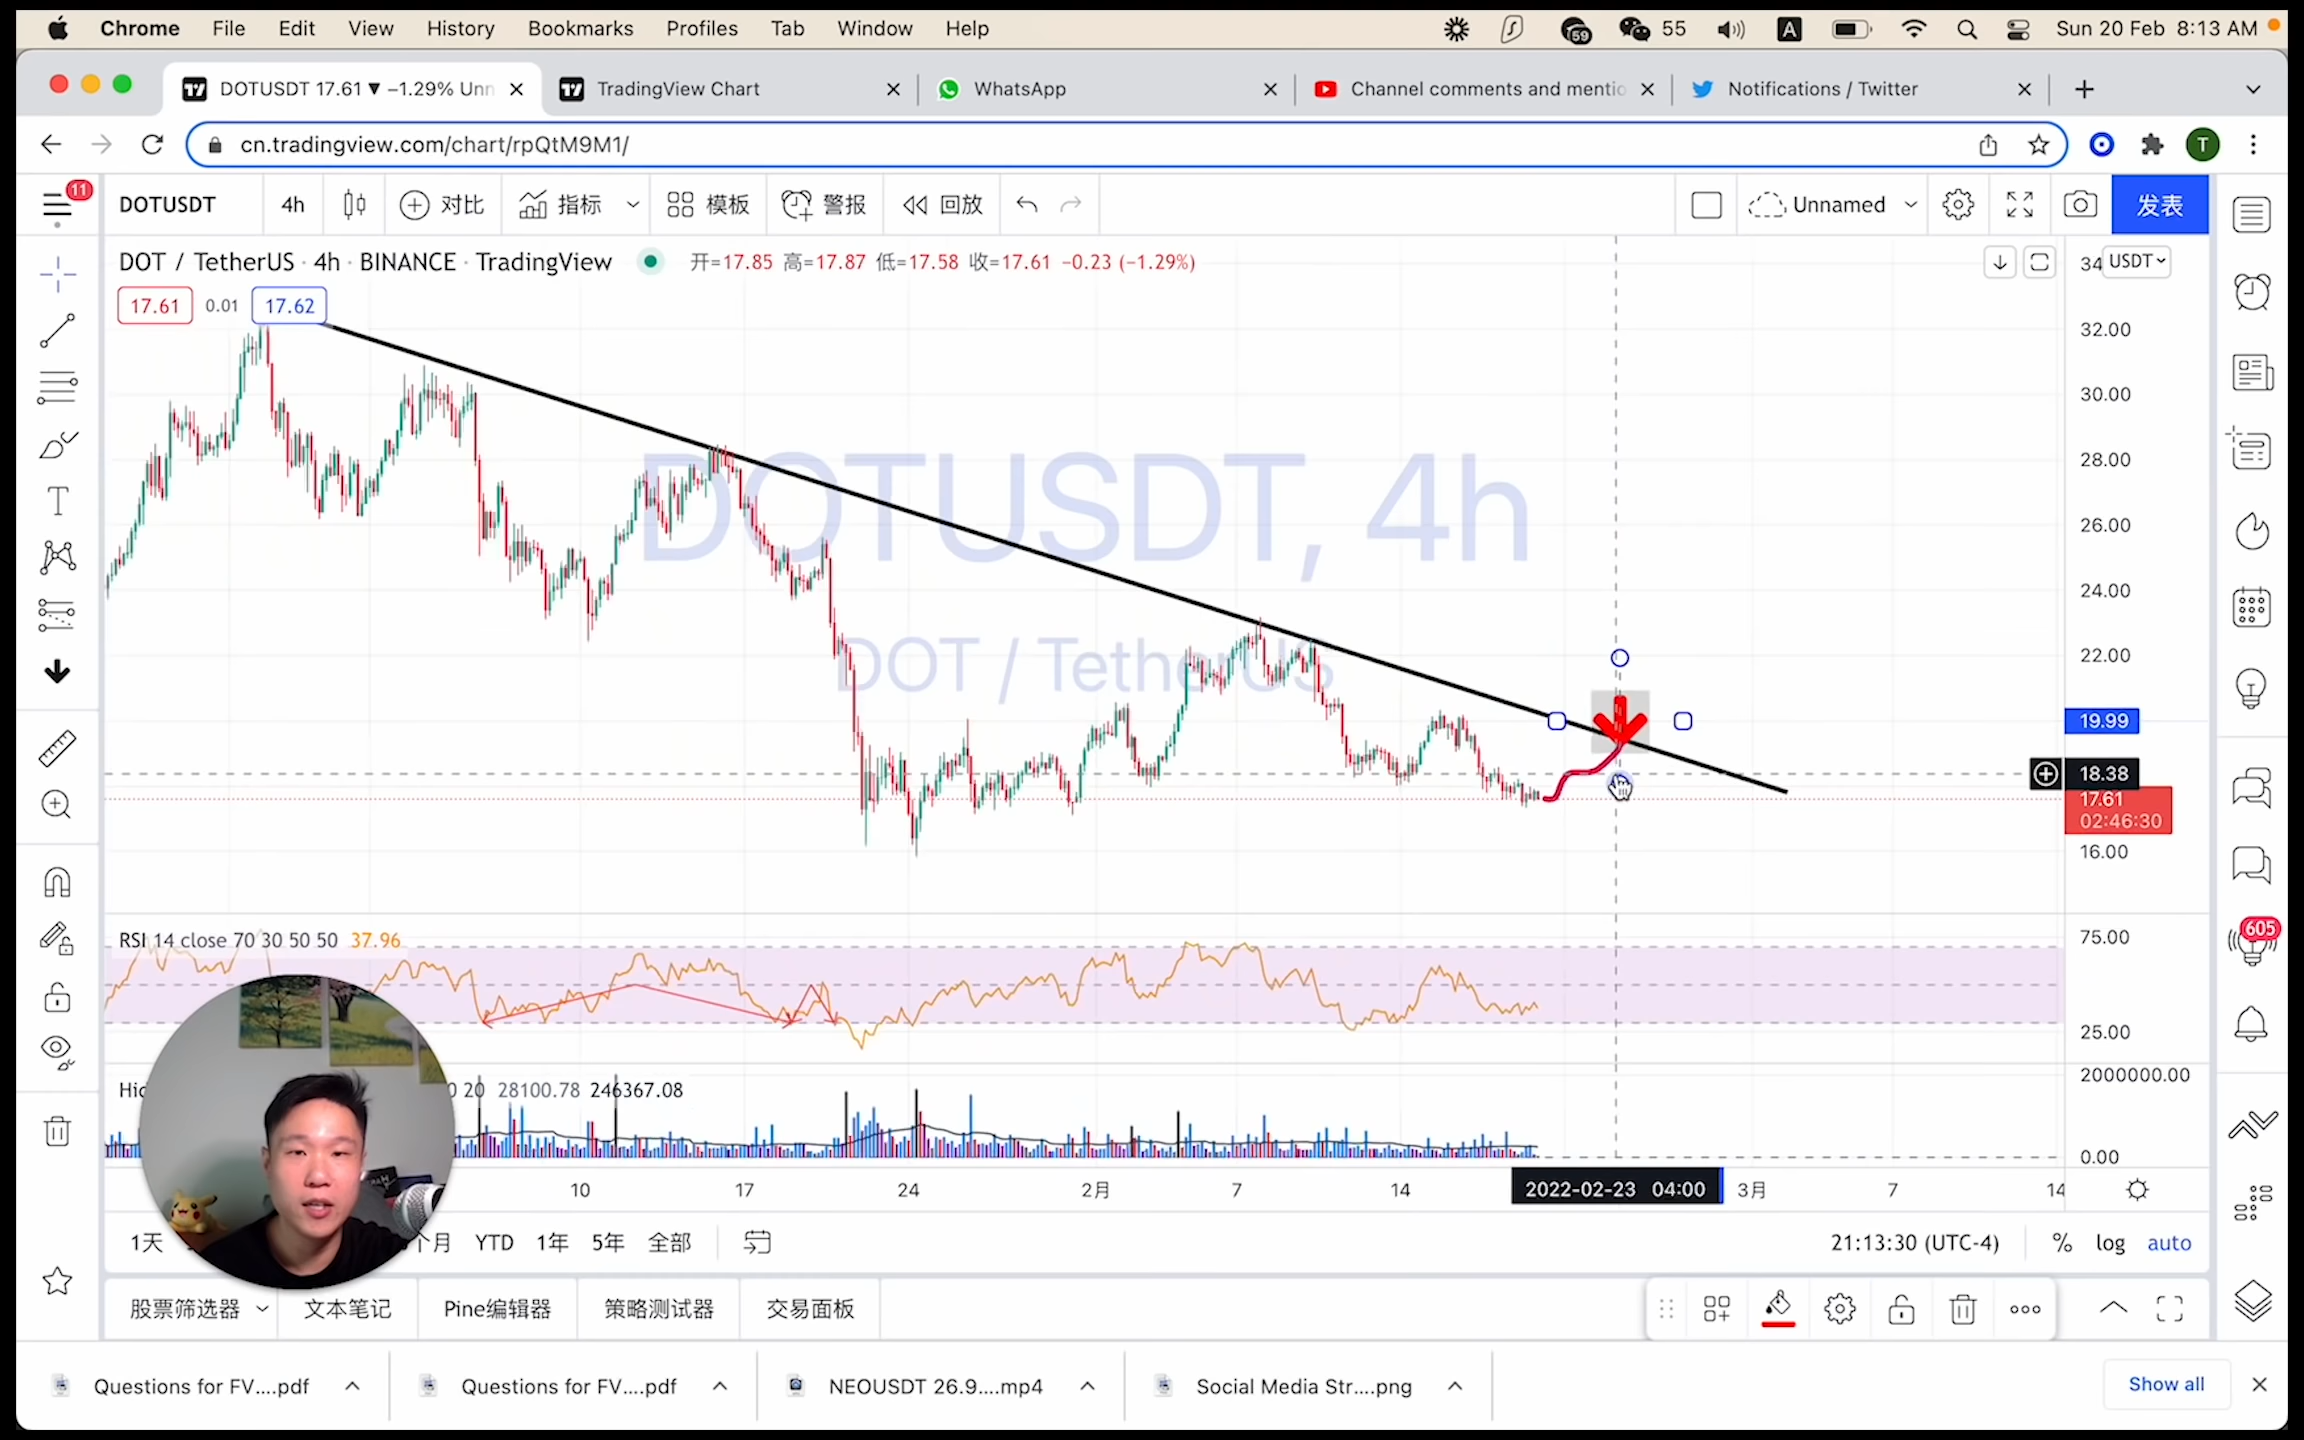 Chrome File Edit View History Bookmarks Profiles Tab Window Help 59 55 A Sun 20 Feb 8:13 AM
DOTUSDT 17.61 ▼ −1.29% Unn TradingView Chart WhatsApp Channel comments and mentio Notifications / Twitter
cn.tradingview.com/chart/rpQtM9M1/ T
11 DOTUSDT 4h 对比 指标 模板 警报 回放 Unnamed 发表
DOT / TetherUS · 4h · BINANCE · TradingView 开=17.85 高=17.87 低=17.58 收=17.61 −0.23 (−1.29%)
17.61 0.01 17.62
DOTUSDT, 4h
DOT / TetherUS
34 USDT
32.00
30.00
28.00
26.00
24.00
22.00
19.99
18.38
17.61
02:46:30
16.00
RSI 14 close 70 30 50 50 37.96
75.00
25.00
605
20 28100.78 246367.08
2000000.00
0.00
10 17 24 2月 7 14 2022-02-23 04:00 3月 7 14
1天 个月 YTD 1年 5年 全部 21:13:30 (UTC-4) % log auto
股票筛选器 文本笔记 Pine编辑器 策略测试器 交易面板
Questions for FV....pdf Questions for FV....pdf NEOUSDT 26.9....mp4 Social Media Str....png Show all